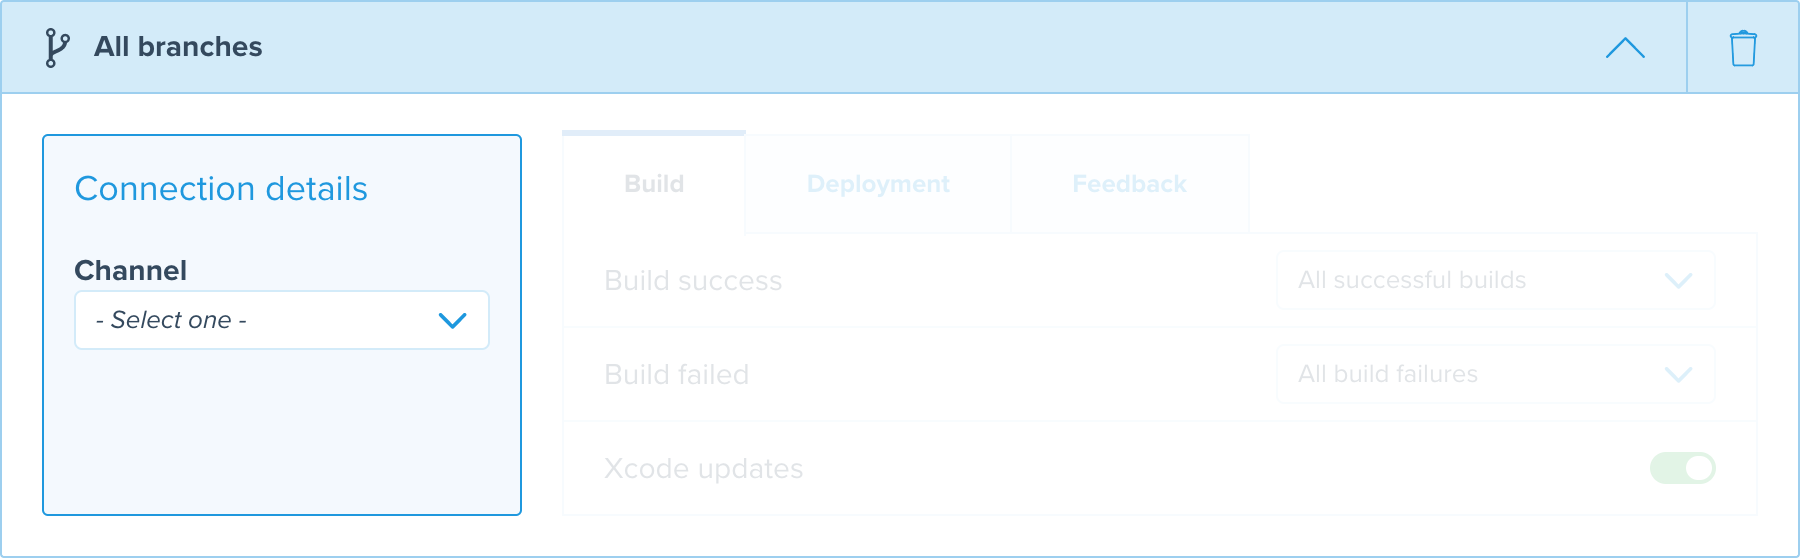 All branches
Connection details
Channel
- Select one -
Build
Deployment
Feedback
Build success
All successful builds
Build failed
All build failures
Xcode updates